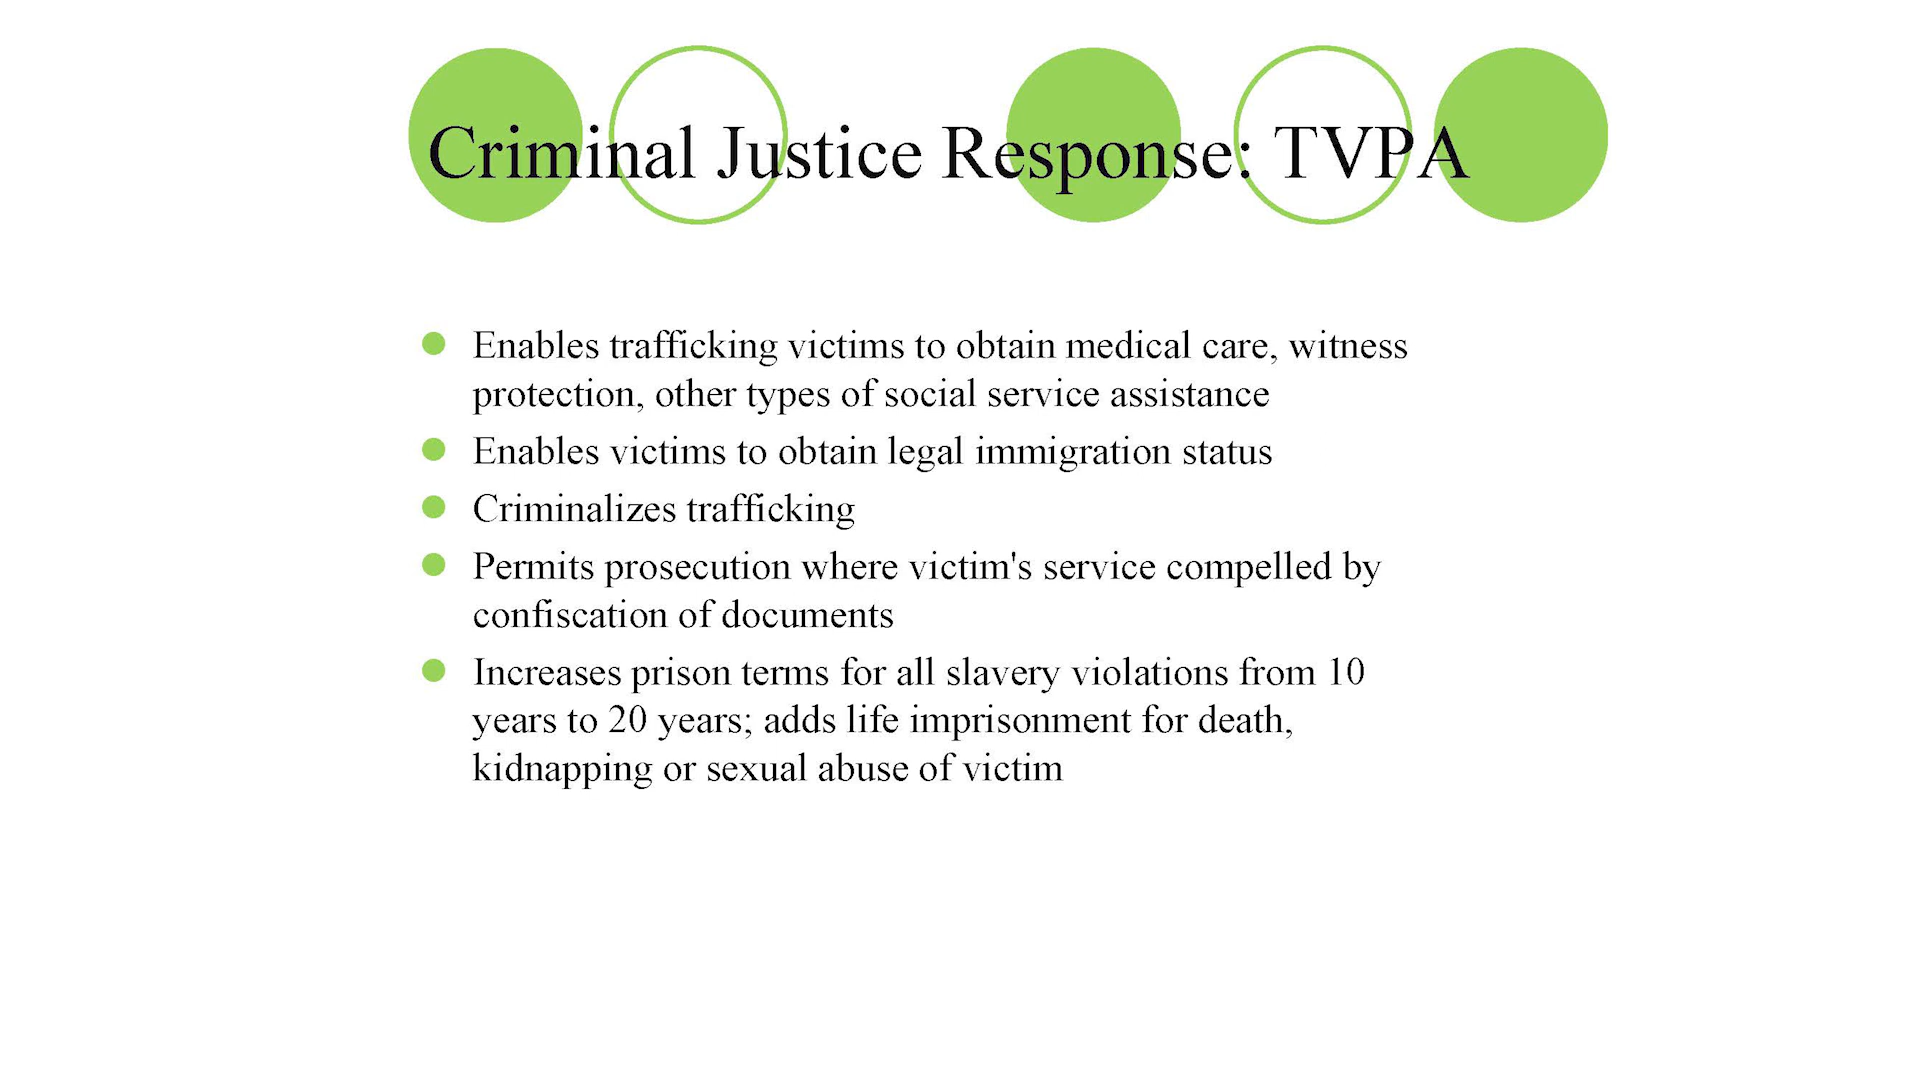 Criminal Justice Response: TVPA
Enables trafficking victims to obtain medical care, witness
protection, other types of social service assistance
Enables victims to obtain legal immigration status
Criminalizes trafficking
Permits prosecution where victim's service compelled by
confiscation of documents
Increases prison terms for all slavery violations from 10
years to 20 years; adds life imprisonment for death,
kidnapping or sexual abuse of victim